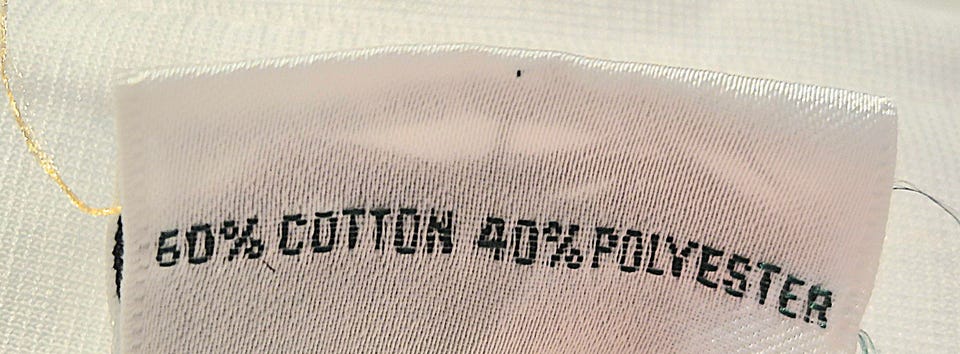 60% COTTON 40% POLYESTER